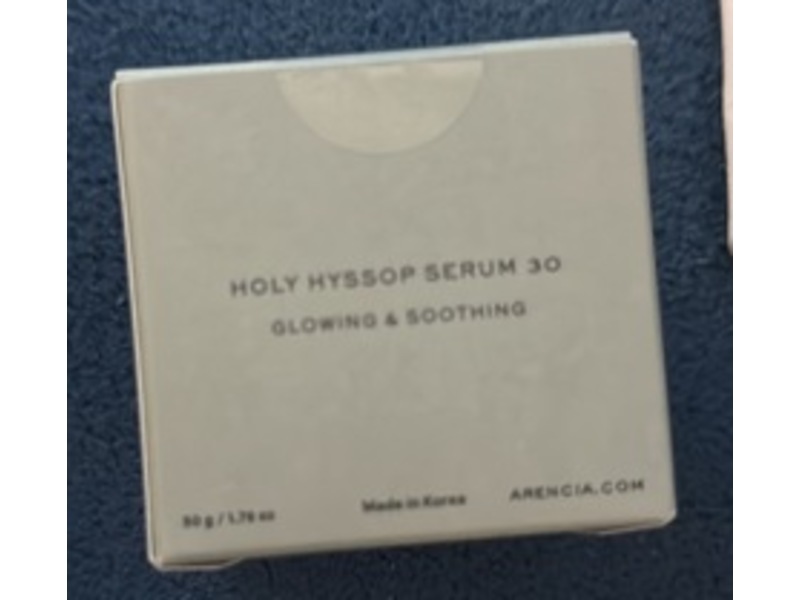 HOLY HYSSOP SERUM 30
GLOWING & SOOTHING
50 g / 1.76 oz
Made in Korea
ARENCIA.COM